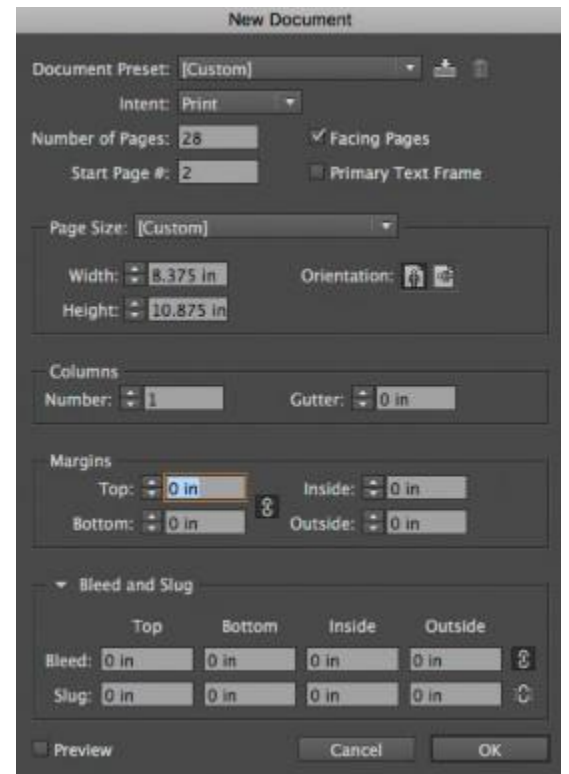 New Document
Document Preset: [Custom]
Intent: Print
Number of Pages: 28 Facing Pages
Start Page #: 2 Primary Text Frame
Page Size: [Custom]
Width: 8.375 in Orientation:
Height: 10.875 in
Columns
Number: 1 Gutter: 0 in
Margins
Top: 0 in Inside: 0 in
Bottom: 0 in Outside: 0 in
Bleed and Slug
Top Bottom Inside Outside
Bleed: 0 in 0 in 0 in 0 in
Slug: 0 in 0 in 0 in 0 in
Preview Cancel OK